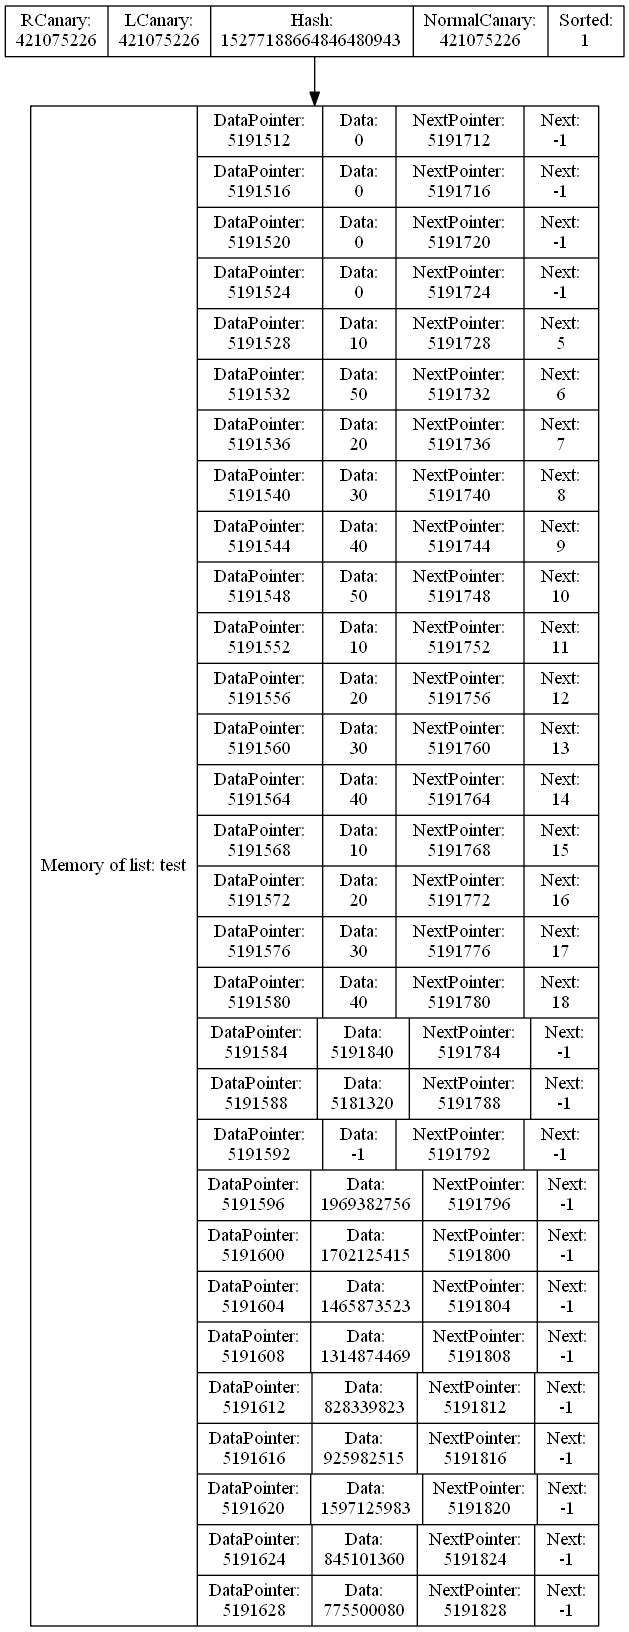 RCanary:
421075226
LCanary:
421075226
Hash:
15277188664846480943
NormalCanary:
421075226
Sorted:
1
Memory of list: test
DataPointer:
5191512
Data:
0
NextPointer:
5191712
Next:
-1
DataPointer:
5191516
Data:
0
NextPointer:
5191716
Next:
-1
DataPointer:
5191520
Data:
0
NextPointer:
5191720
Next:
-1
DataPointer:
5191524
Data:
0
NextPointer:
5191724
Next:
-1
DataPointer:
5191528
Data:
10
NextPointer:
5191728
Next:
5
DataPointer:
5191532
Data:
50
NextPointer:
5191732
Next:
6
DataPointer:
5191536
Data:
20
NextPointer:
5191736
Next:
7
DataPointer:
5191540
Data:
30
NextPointer:
5191740
Next:
8
DataPointer:
5191544
Data:
40
NextPointer:
5191744
Next:
9
DataPointer:
5191548
Data:
50
NextPointer:
5191748
Next:
10
DataPointer:
5191552
Data:
10
NextPointer:
5191752
Next:
11
DataPointer:
5191556
Data:
20
NextPointer:
5191756
Next:
12
DataPointer:
5191560
Data:
30
NextPointer:
5191760
Next:
13
DataPointer:
5191564
Data:
40
NextPointer:
5191764
Next:
14
DataPointer:
5191568
Data:
10
NextPointer:
5191768
Next:
15
DataPointer:
5191572
Data:
20
NextPointer:
5191772
Next:
16
DataPointer:
5191576
Data:
30
NextPointer:
5191776
Next:
17
DataPointer:
5191580
Data:
40
NextPointer:
5191780
Next:
18
DataPointer:
5191584
Data:
5191840
NextPointer:
5191784
Next:
-1
DataPointer:
5191588
Data:
5181320
NextPointer:
5191788
Next:
-1
DataPointer:
5191592
Data:
-1
NextPointer:
5191792
Next:
-1
DataPointer:
5191596
Data:
1969382756
NextPointer:
5191796
Next:
-1
DataPointer:
5191600
Data:
1702125415
NextPointer:
5191800
Next:
-1
DataPointer:
5191604
Data:
1465873523
NextPointer:
5191804
Next:
-1
DataPointer:
5191608
Data:
1314874469
NextPointer:
5191808
Next:
-1
DataPointer:
5191612
Data:
828339823
NextPointer:
5191812
Next:
-1
DataPointer:
5191616
Data:
925982515
NextPointer:
5191816
Next:
-1
DataPointer:
5191620
Data:
1597125983
NextPointer:
5191820
Next:
-1
DataPointer:
5191624
Data:
845101360
NextPointer:
5191824
Next:
-1
DataPointer:
5191628
Data:
775500080
NextPointer:
5191828
Next:
-1